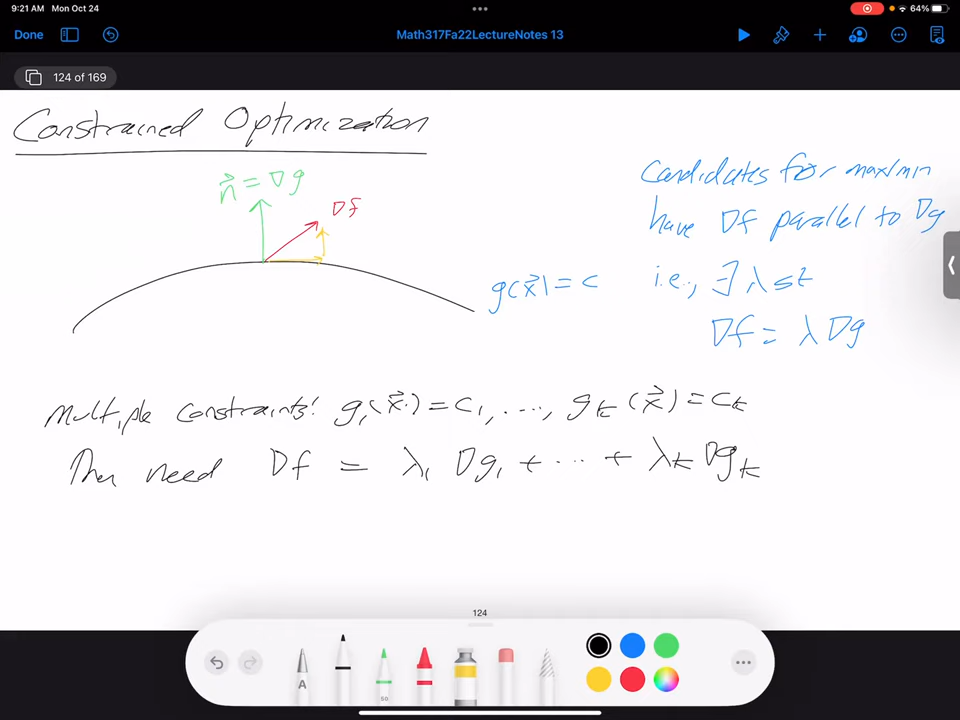 9:21 AM Mon Oct 24
64%
Done
Math317Fa22LectureNotes 13
124 of 169
Constrained Optimization
n⃗ = ∇g
∇f
g(x⃗) = c
Candidates for max/min
have ∇f parallel to ∇g
i.e., ∃ λ st
∇f = λ ∇g
Multiple constraints: g₁(x⃗) = c₁, ..., gₖ(x⃗) = cₖ
Then need ∇f = λ₁ ∇g₁ + ... + λₖ ∇gₖ
124
A
50